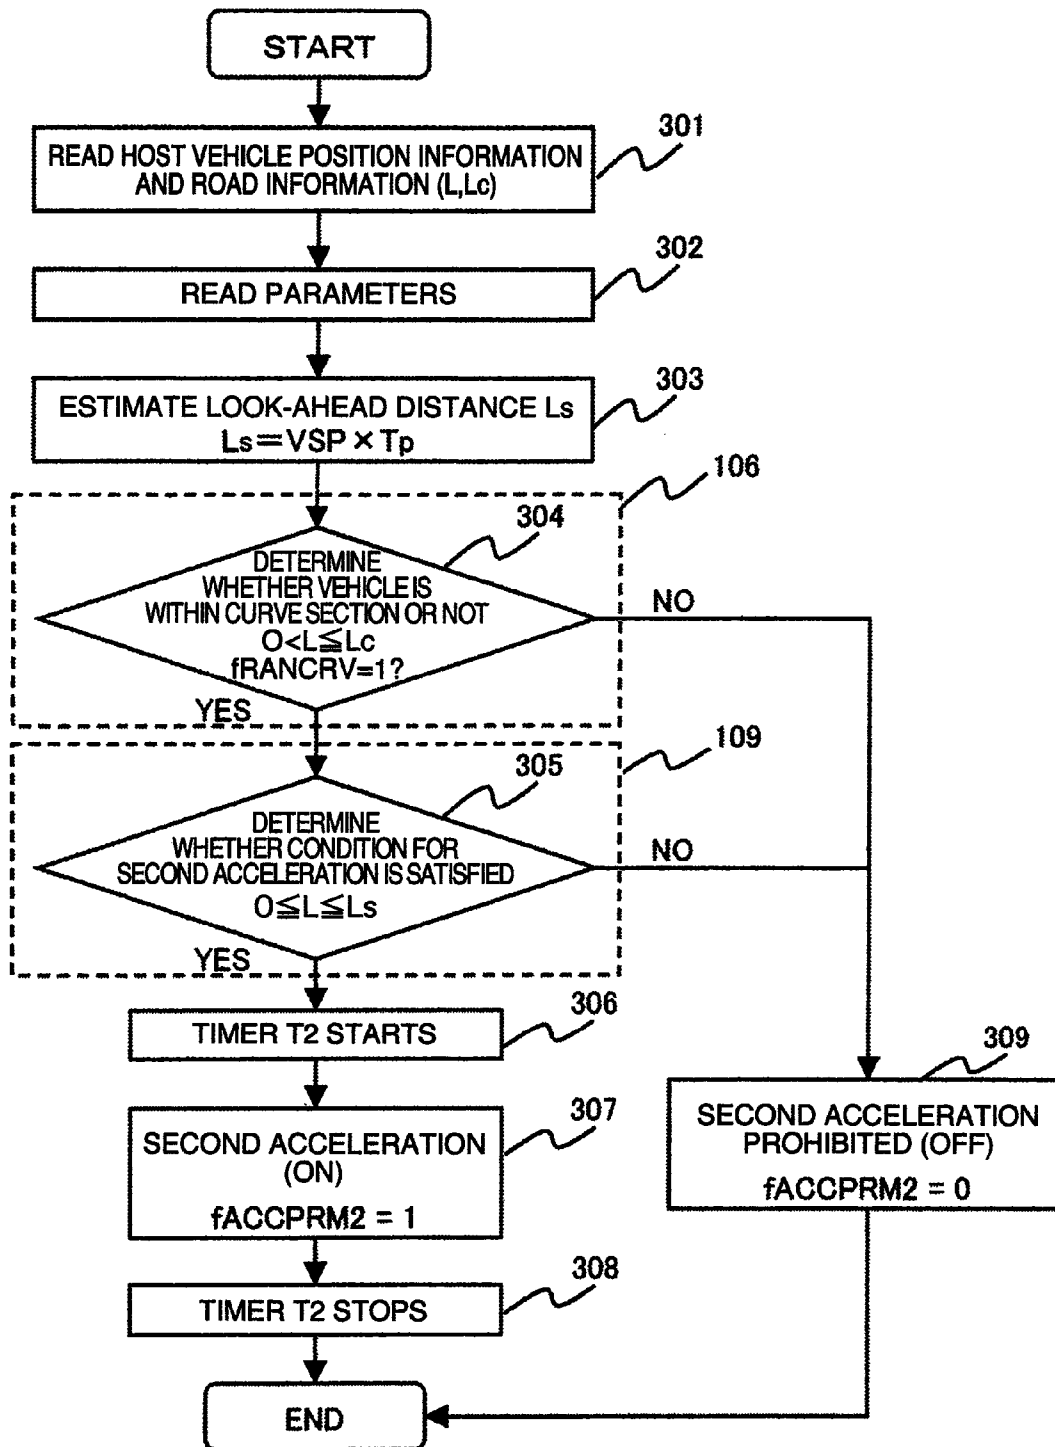 START
301
READ HOST VEHICLE POSITION INFORMATION
AND ROAD INFORMATION (L,Lc)
302
READ PARAMETERS
303
ESTIMATE LOOK-AHEAD DISTANCE Ls
Ls=VSP×Tp
106
304
DETERMINE
WHETHER VEHICLE IS
WITHIN CURVE SECTION OR NOT
0<L≦Lc
fRANCRV=1?
NO
YES
109
305
DETERMINE
WHETHER CONDITION FOR
SECOND ACCELERATION IS SATISFIED
0≦L≦Ls
NO
YES
306
TIMER T2 STARTS
307
SECOND ACCELERATION
(ON)
fACCPRM2 = 1
309
SECOND ACCELERATION
PROHIBITED (OFF)
fACCPRM2 = 0
308
TIMER T2 STOPS
END